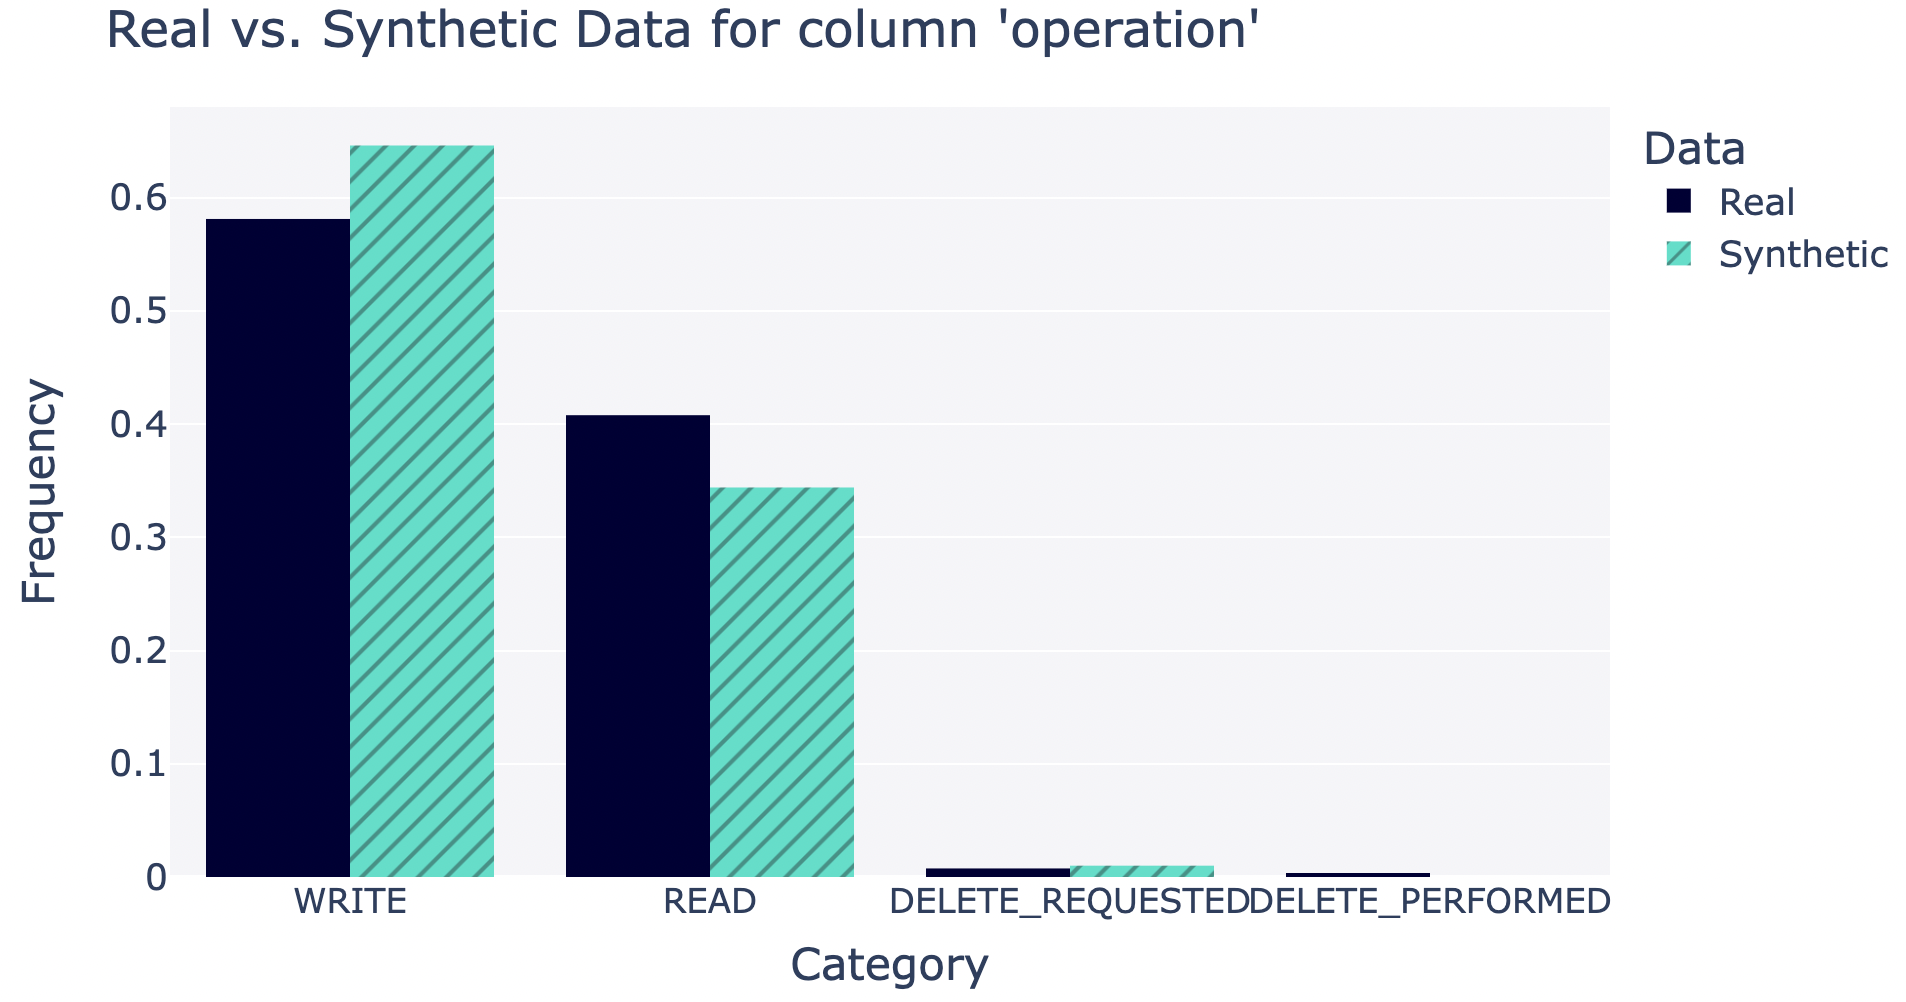 Real vs. Synthetic Data for column 'operation'
Data
Real
Synthetic
Frequency
0.6
0.5
0.4
0.3
0.2
0.1
0
WRITE
READ
DELETE_REQUESTED
DELETE_PERFORMED
Category